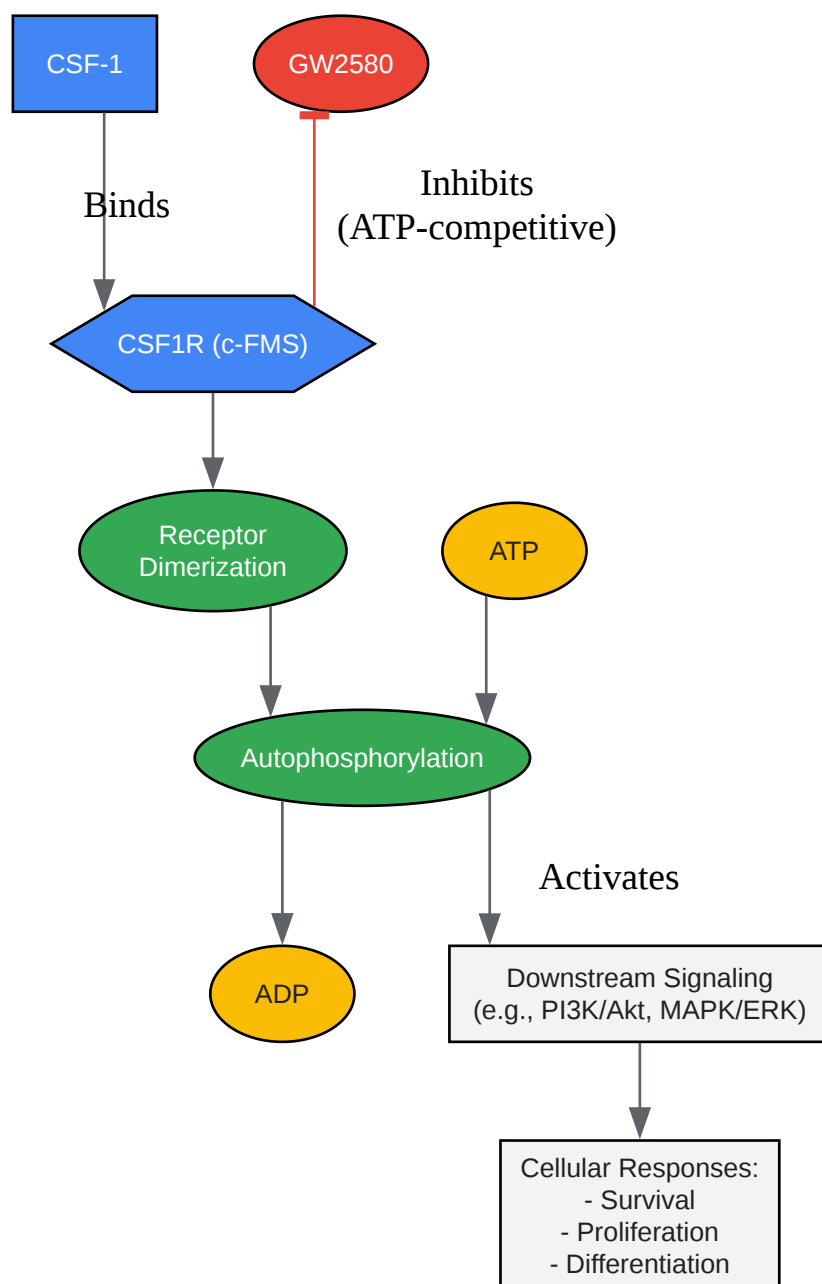 CSF-1
GW2580
Binds
Inhibits
(ATP-competitive)
CSF1R (c-FMS)
Receptor
Dimerization
ATP
Autophosphorylation
Activates
ADP
Downstream Signaling
(e.g., PI3K/Akt, MAPK/ERK)
Cellular Responses:
- Survival
- Proliferation
- Differentiation